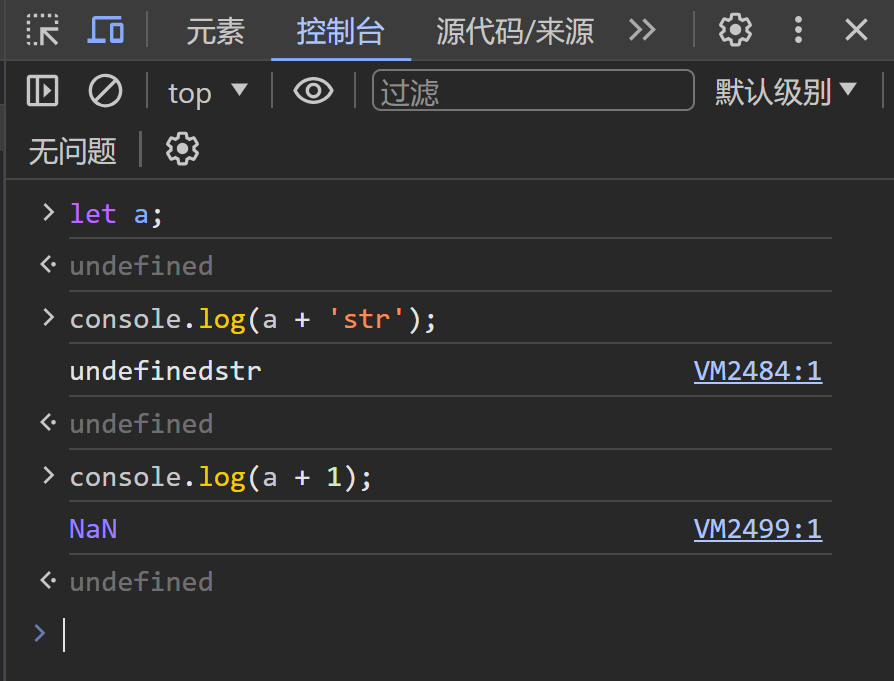 元素 控制台 源代码/来源
top 过滤 默认级别
无问题
let a;
undefined
console.log(a + 'str');
undefinedstr VM2484:1
undefined
console.log(a + 1);
NaN VM2499:1
undefined